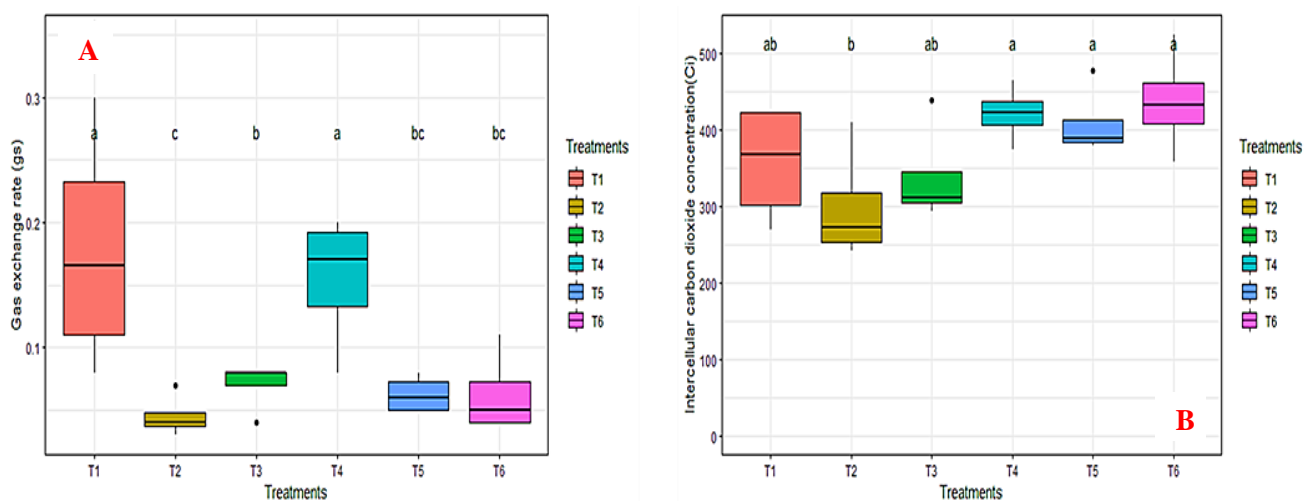 A
Gas exchange rate (gs)
0.3
0.2
0.1
a c b a bc bc
T1 T2 T3 T4 T5 T6
Treatments
Treatments
T1
T2
T3
T4
T5
T6
B
Intercellular carbon dioxide concentration(Ci)
500
400
300
200
100
0
ab b ab a a a
T1 T2 T3 T4 T5 T6
Treatments
Treatments
T1
T2
T3
T4
T5
T6